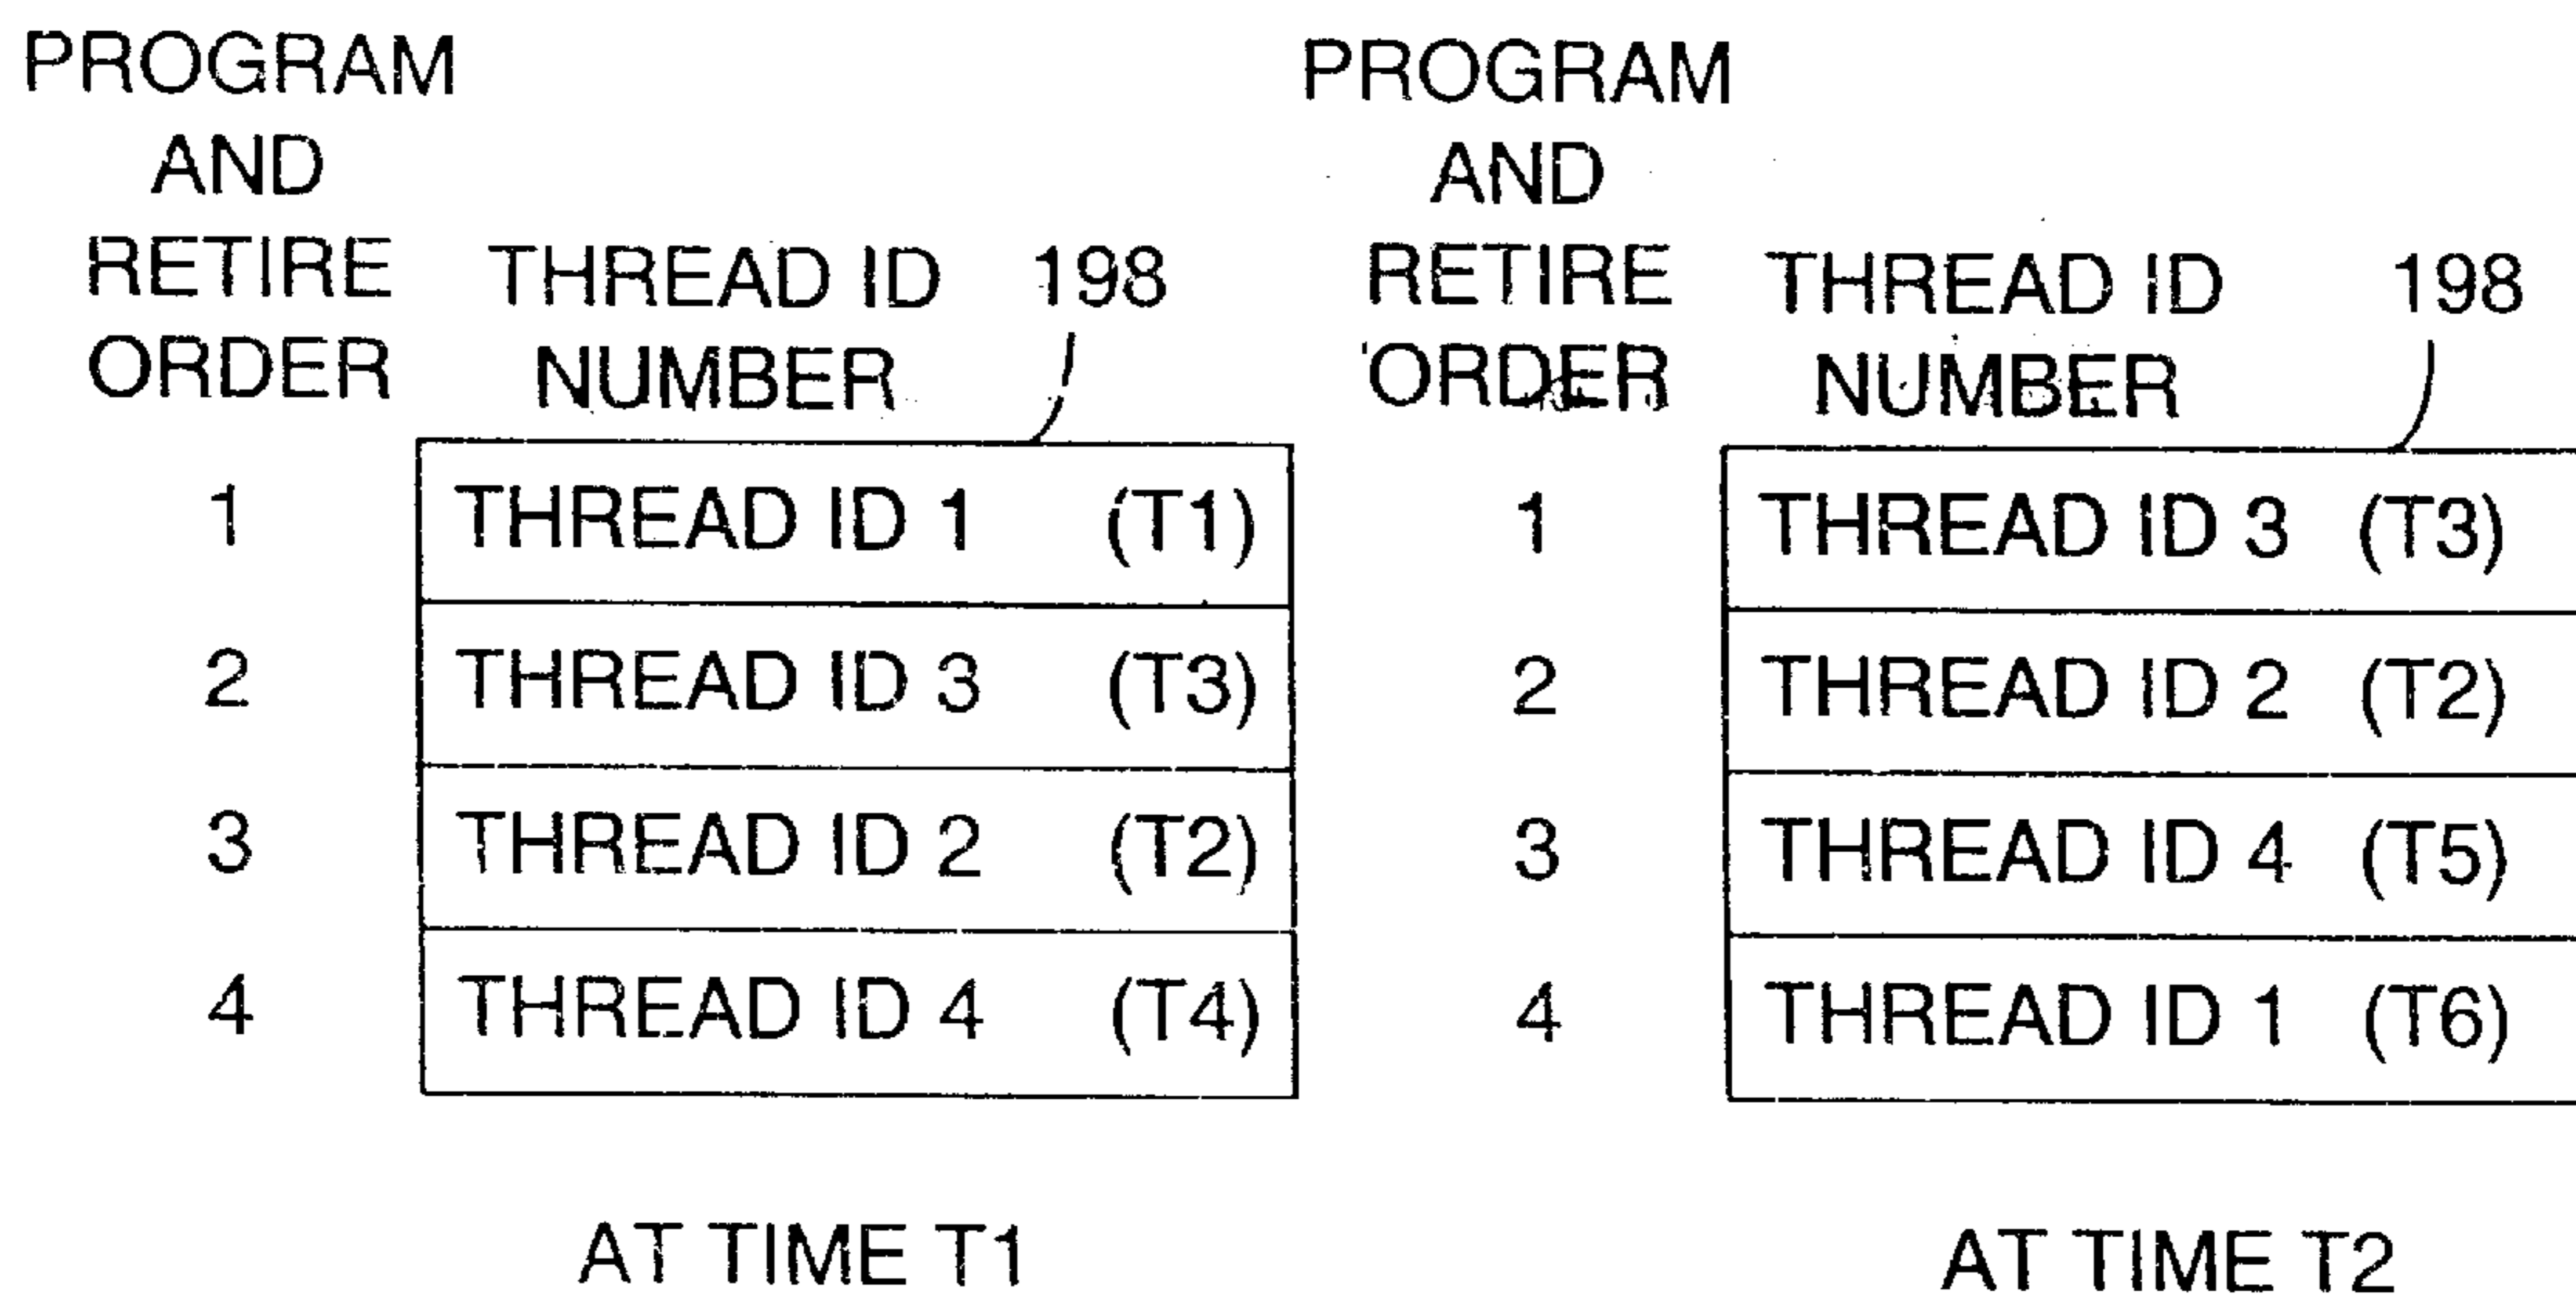 PROGRAM
AND
RETIRE
ORDER
THREAD ID
NUMBER
198
1 THREAD ID 1 (T1)
2 THREAD ID 3 (T3)
3 THREAD ID 2 (T2)
4 THREAD ID 4 (T4)
AT TIME T1
PROGRAM
AND
RETIRE
ORDER
THREAD ID
NUMBER
198
1 THREAD ID 3 (T3)
2 THREAD ID 2 (T2)
3 THREAD ID 4 (T5)
4 THREAD ID 1 (T6)
AT TIME T2